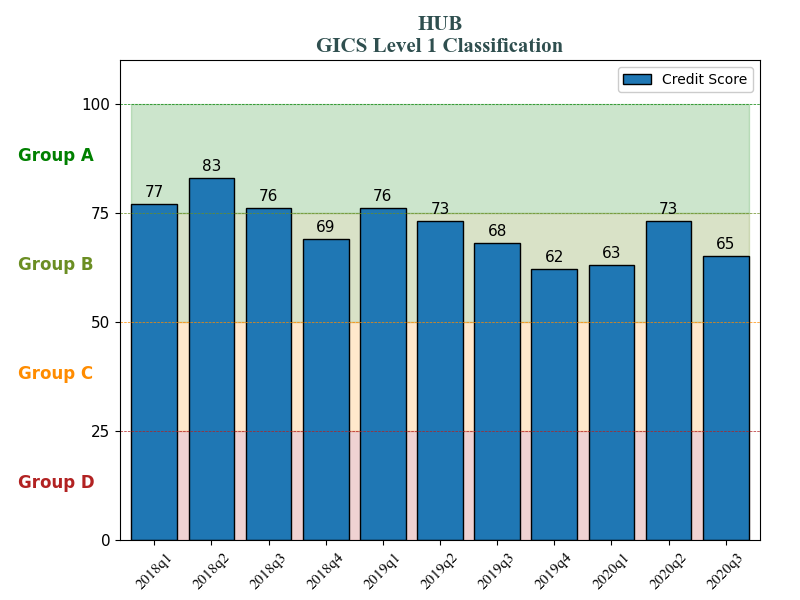 HUB
GICS Level 1 Classification
Credit Score
100
Group A
83
77
76
76
75
73
73
69
68
65
63
62
Group B
50
Group C
25
Group D
0
2018q1
2018q2
2018q3
2018q4
2019q1
2019q2
2019q3
2019q4
2020q1
2020q2
2020q3